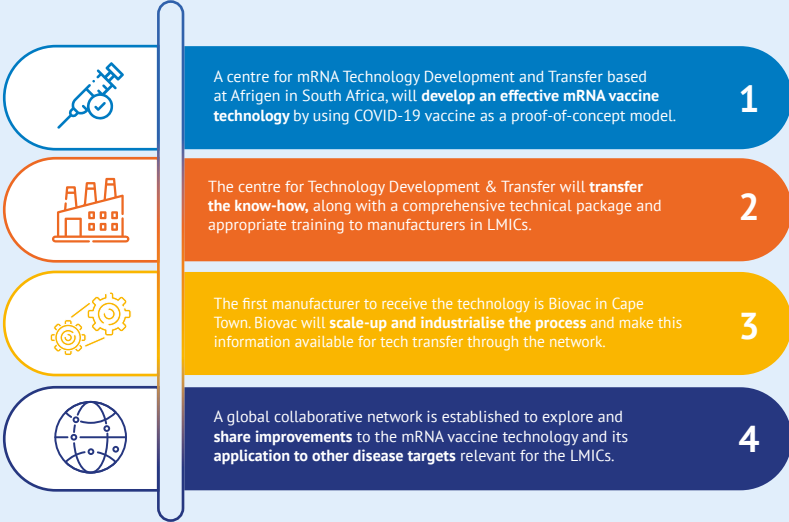 A centre for mRNA Technology Development and Transfer based
at Afrigen in South Africa, will develop an effective mRNA vaccine
technology by using COVID-19 vaccine as a proof-of-concept model.
1
The centre for Technology Development & Transfer will transfer
the know-how, along with a comprehensive technical package and
appropriate training to manufacturers in LMICs.
2
The first manufacturer to receive the technology is Biovac in Cape
Town. Biovac will scale-up and industrialise the process and make this
information available for tech transfer through the network.
3
A global collaborative network is established to explore and
share improvements to the mRNA vaccine technology and its
application to other disease targets relevant for the LMICs.
4